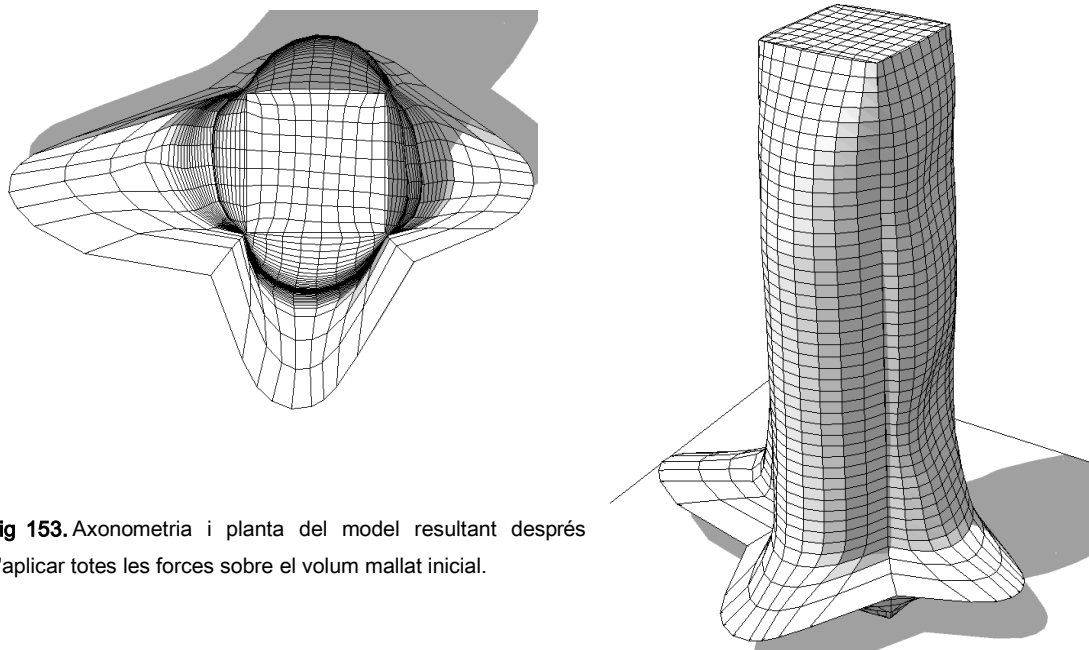 ig 153. Axonometria i planta del model resultant després
'aplicar totes les forces sobre el volum mallat inicial.